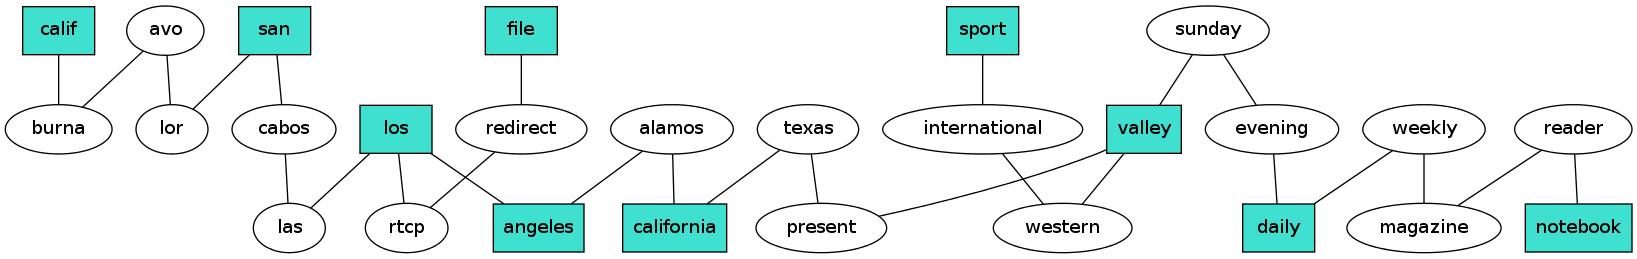 calif
avo
san
file
sport
sunday
burna
lor
cabos
los
redirect
alamos
texas
international
valley
evening
weekly
reader
las
rtcp
angeles
california
present
western
daily
magazine
notebook